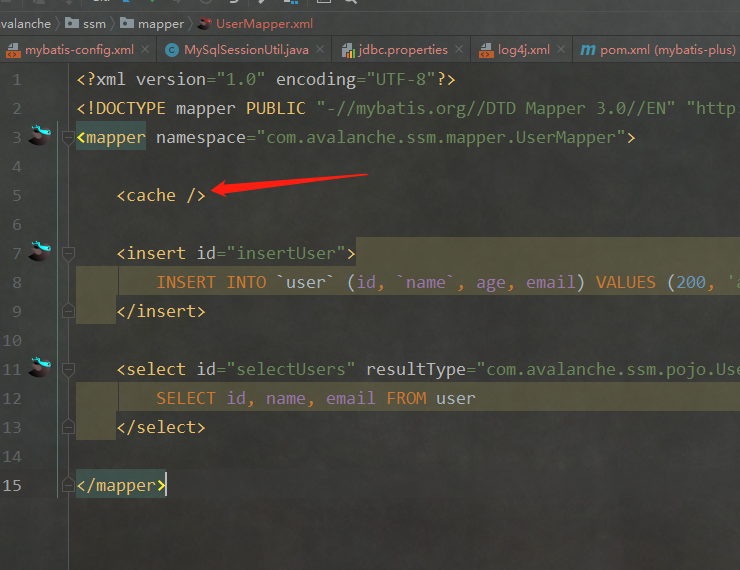 avalanche ssm mapper UserMapper.xml
mybatis-config.xml MySqlSessionUtil.java jdbc.properties log4j.xml pom.xml (mybatis-plus)
1 <?xml version="1.0" encoding="UTF-8"?>
2 <!DOCTYPE mapper PUBLIC "-//mybatis.org//DTD Mapper 3.0//EN" "http
3 <mapper namespace="com.avalanche.ssm.mapper.UserMapper">
4
5 <cache />
6
7 <insert id="insertUser">
8 INSERT INTO `user` (id, `name`, age, email) VALUES (200, '
9 </insert>
10
11 <select id="selectUsers" resultType="com.avalanche.ssm.pojo.Use
12 SELECT id, name, email FROM user
13 </select>
14
15 </mapper>